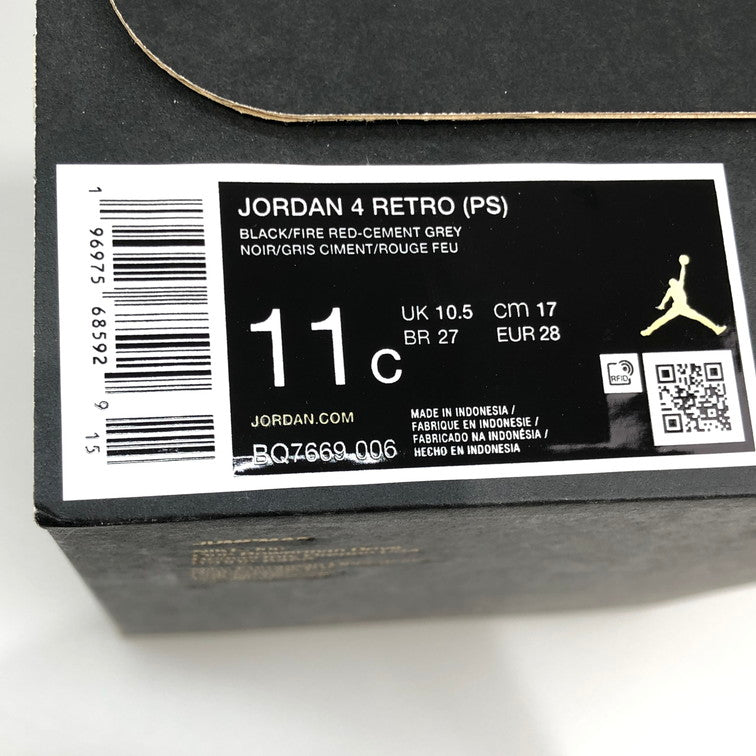 JORDAN 4 RETRO (PS)
BLACK/FIRE RED-CEMENT GREY
NOIR/GRIS CIMENT/ROUGE FEU
11C
UK 10.5 cm 17
BR 27 EUR 28
RFID
JORDAN.COM
BQ7669 006
MADE IN INDONESIA /
FABRIQUE EN INDONESIE /
FABRICADO NA INDONÉSIA /
HECHO EN INDONESIA
1 96975 68592 9 15